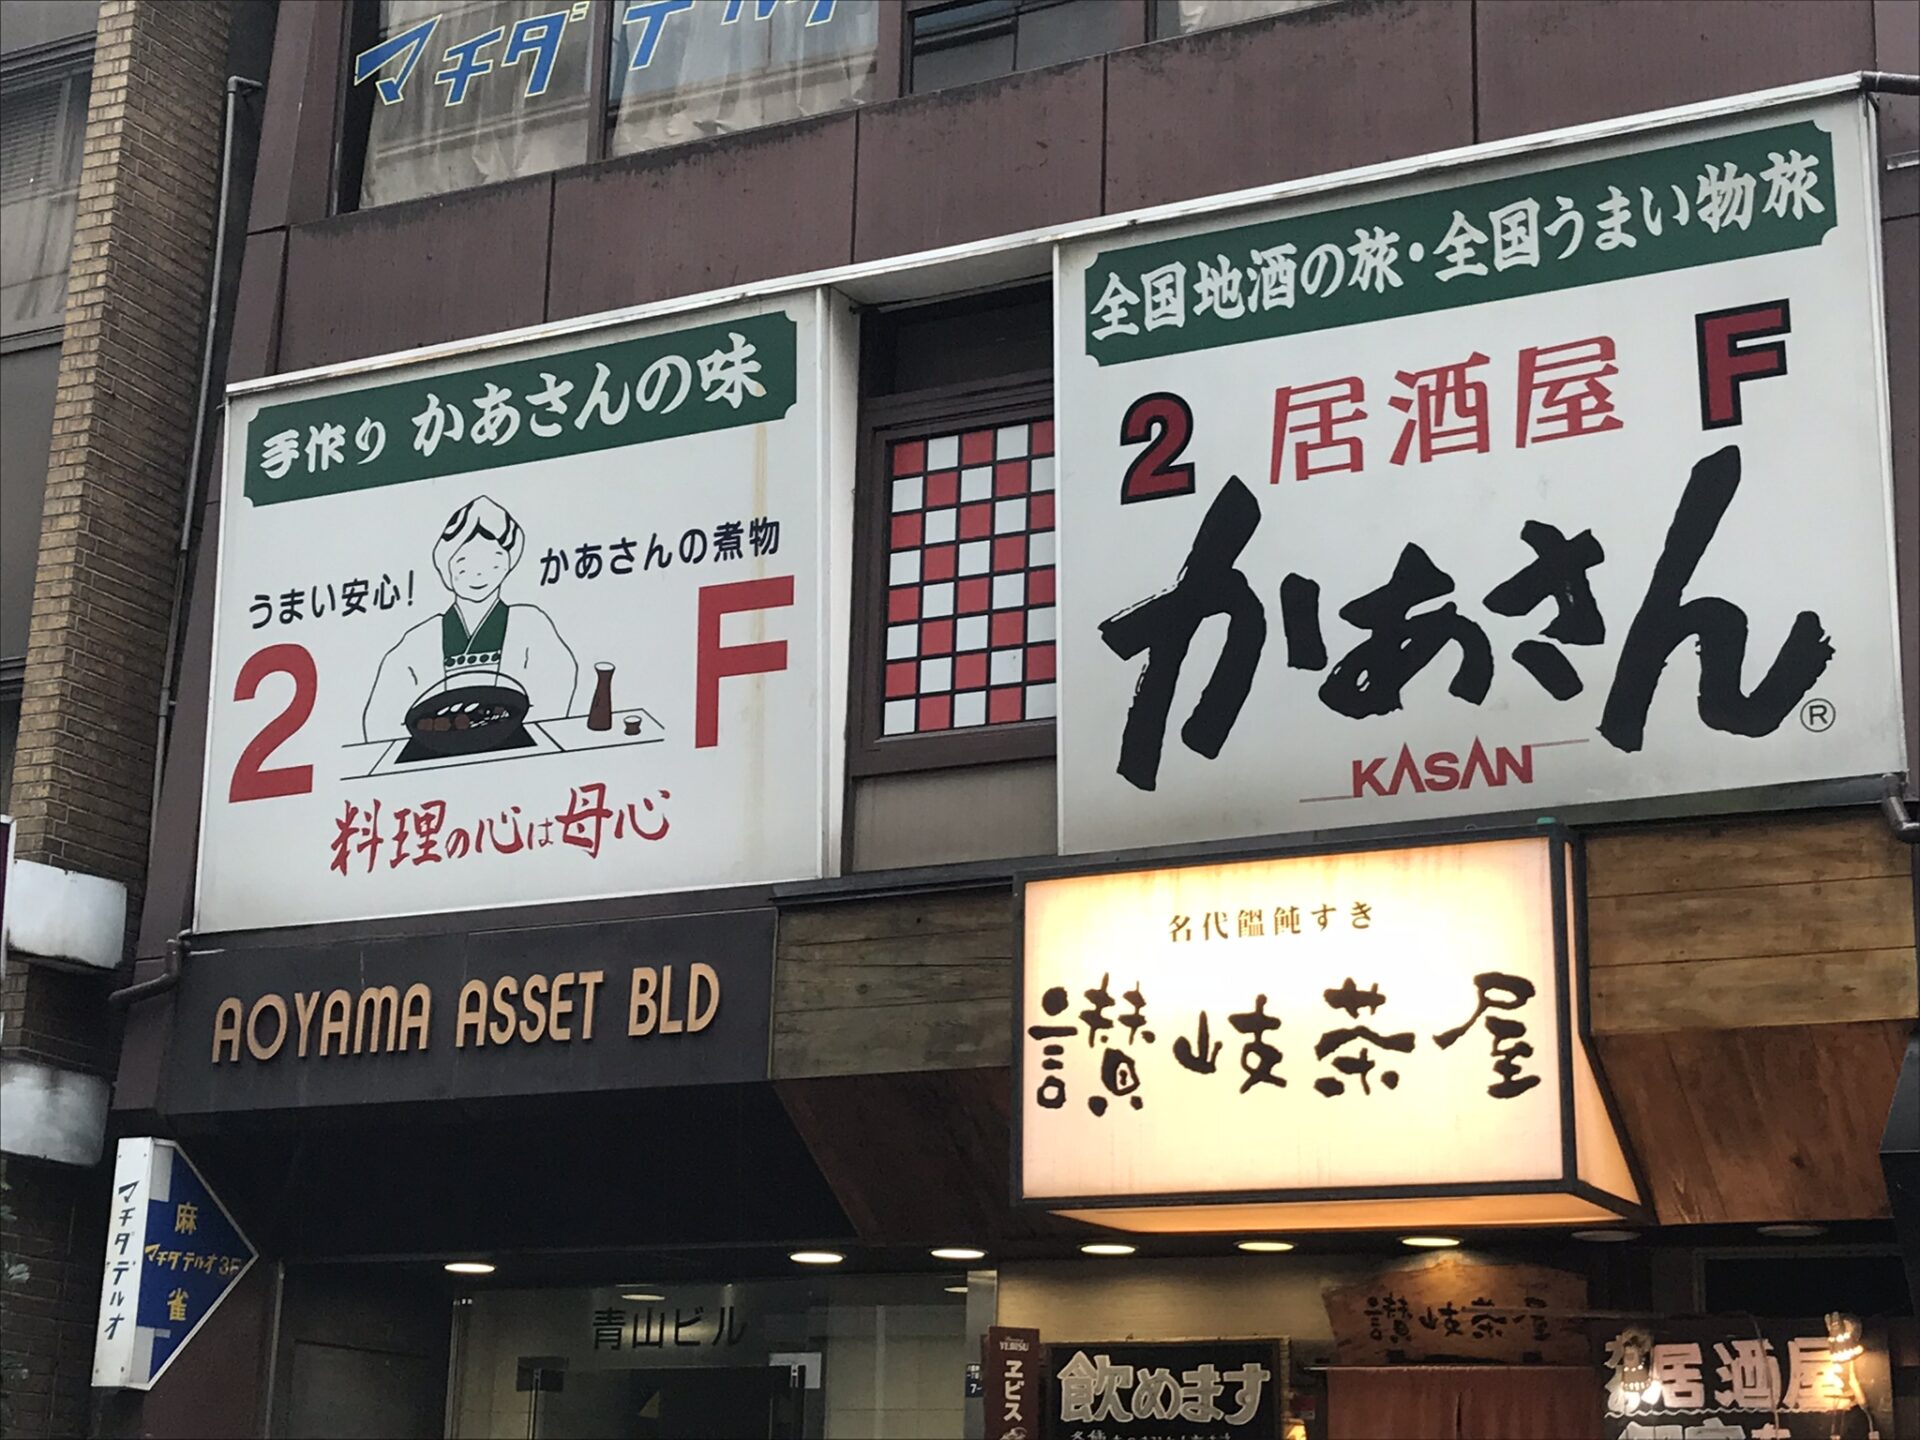 マチダテルオ
全国地酒の旅・全国うまい物旅
2 居酒屋 F
かあさん®
KASAN
手作り かあさんの味
うまい安心! かあさんの煮物
2 F
料理の心は母心
AOYAMA ASSET BLD
名代饂飩すき
讃岐茶屋
マチダテルオ
麻雀
マチダテルオ3F
青山ビル
YEBISU
ヱビス
飲めます
讃岐茶屋
居酒屋